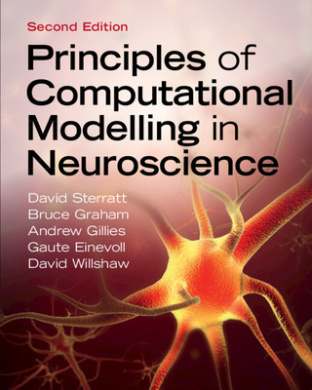 Second Edition
Principles of
Computational
Modelling in
Neuroscience
David Sterratt
Bruce Graham
Andrew Gillies
Gaute Einevoll
David Willshaw